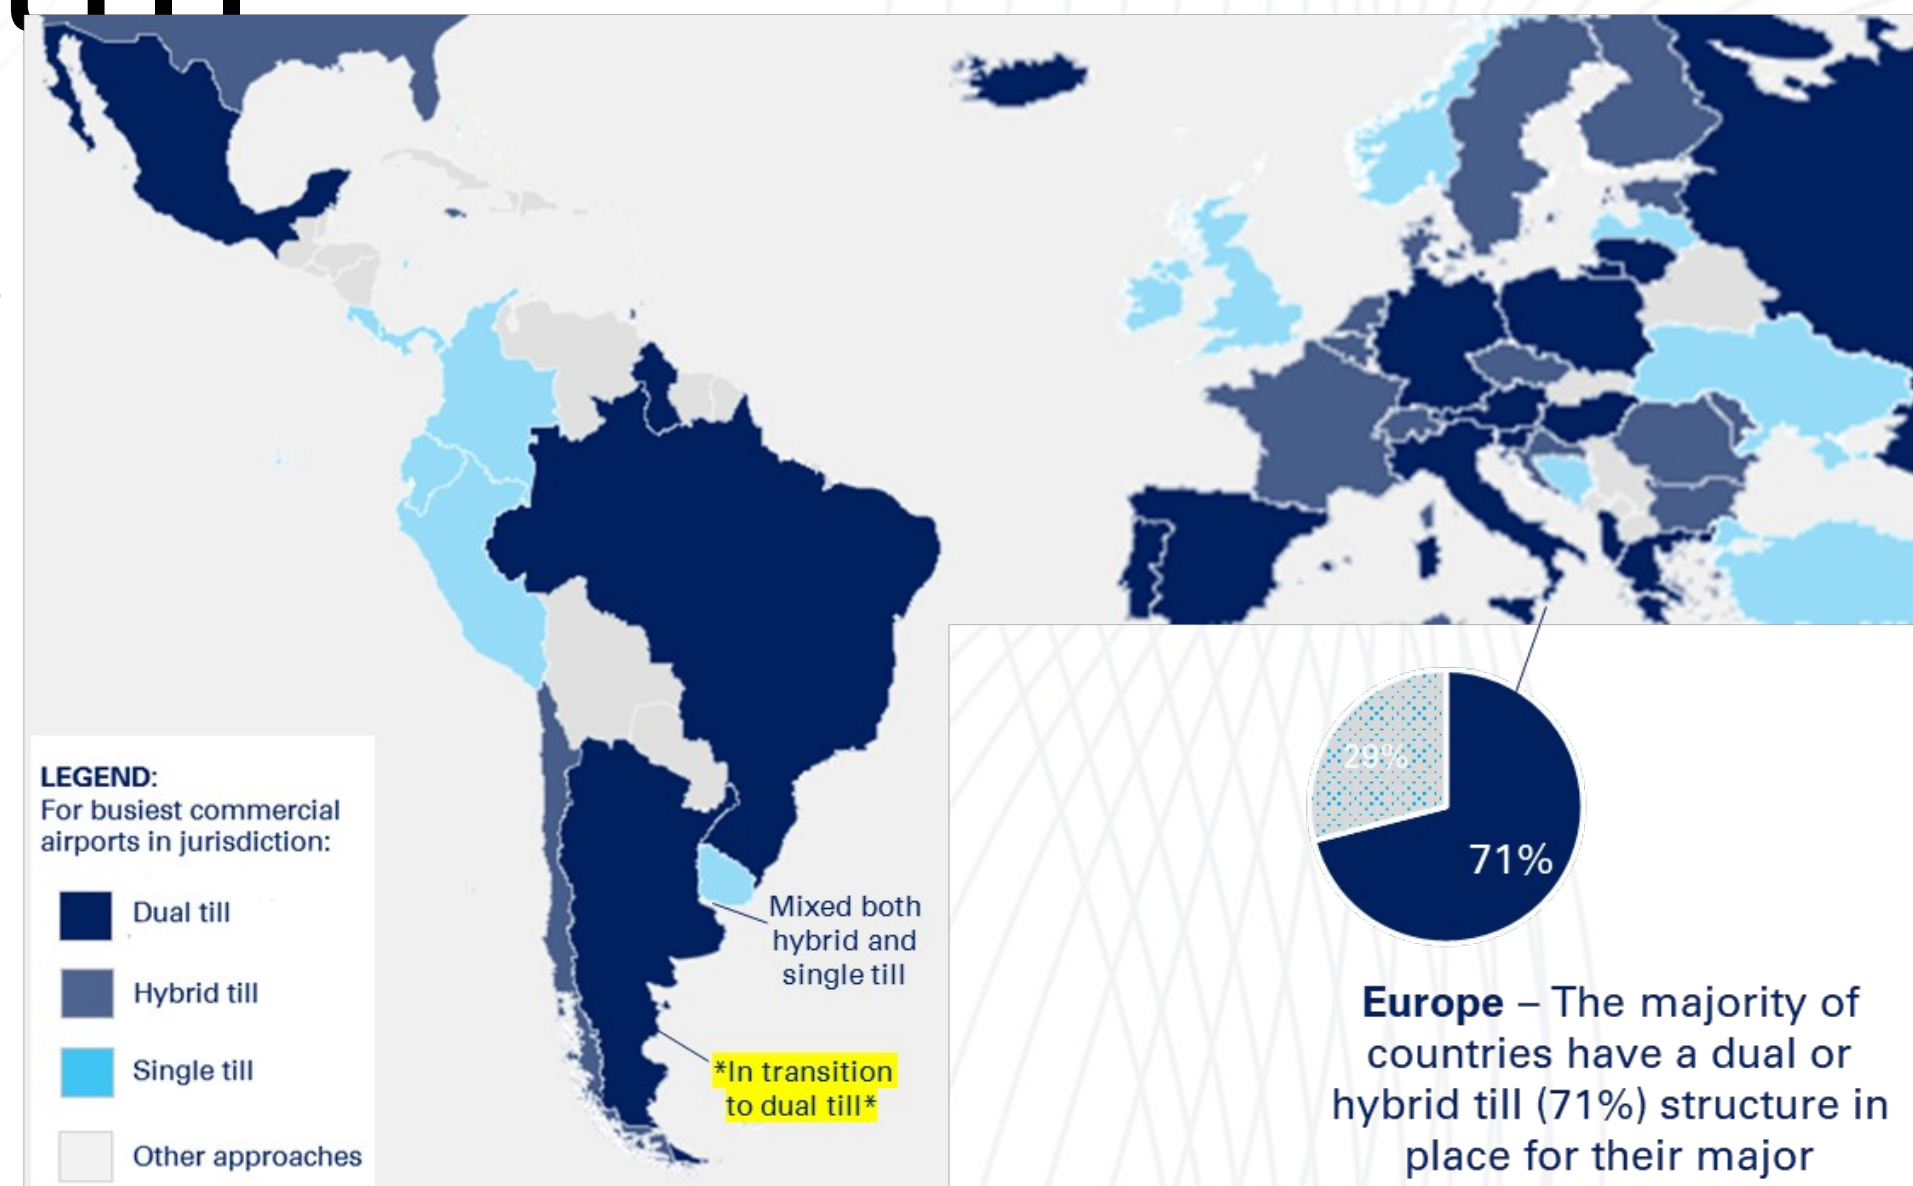 LEGEND:
For busiest commercial
airports in jurisdiction:
Dual till
Hybrid till
Single till
Other approaches
Mixed both
hybrid and
single till
*In transition
to dual till*
29%
71%
Europe – The majority of
countries have a dual or
hybrid till (71%) structure in
place for their major